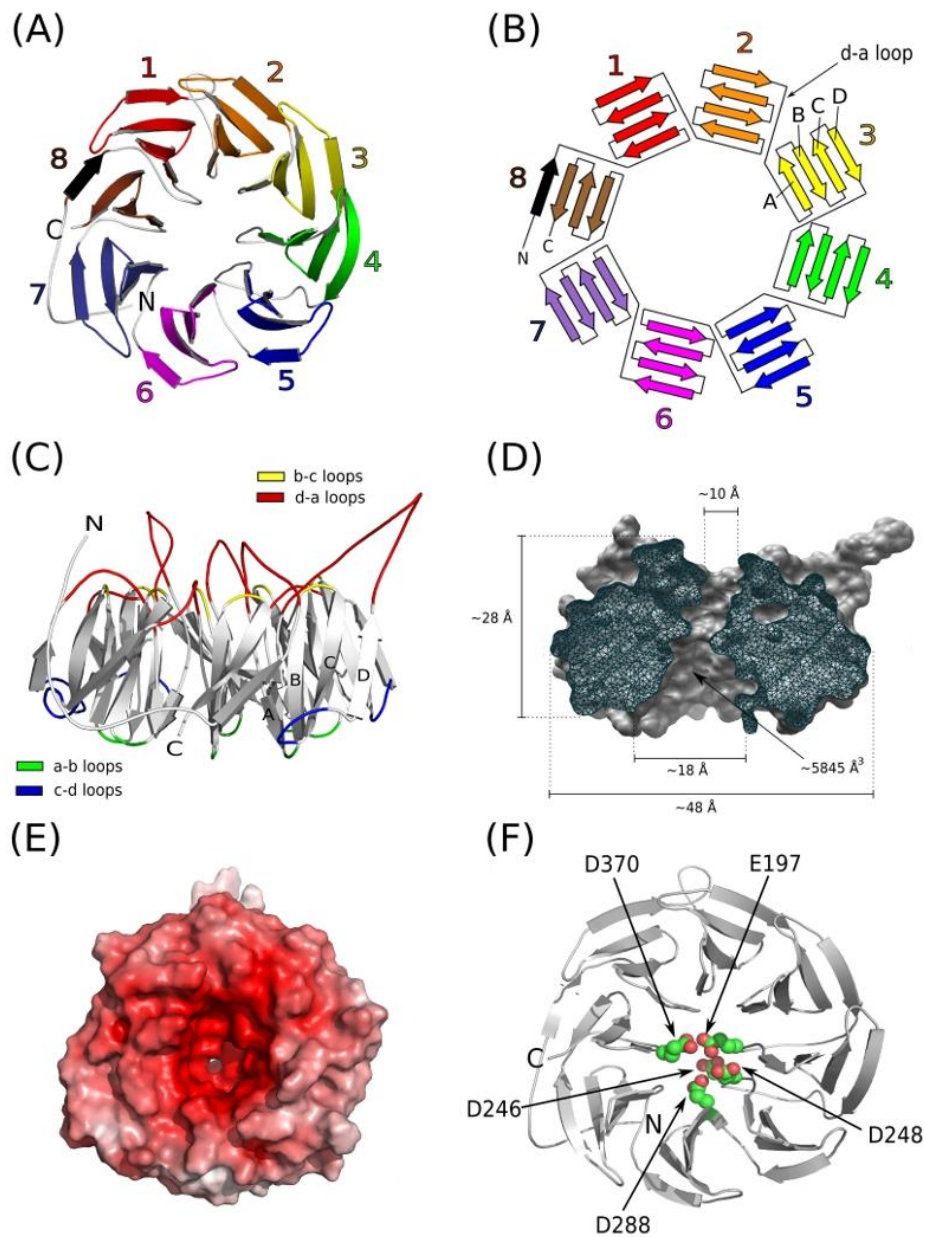 (A)
1
2
3
8
C
4
7
N
5
6
(B)
2
d-a loop
1
C D
B
3
8
A
N
C
4
7
5
6
(C)
b-c loops
d-a loops
N
C
D
B
A
C
a-b loops
c-d loops
(D)
~10 Å
~28 Å
~18 Å
~5845 Å³
~48 Å
(E)
(F)
D370
E197
C
D246
N
D248
D288